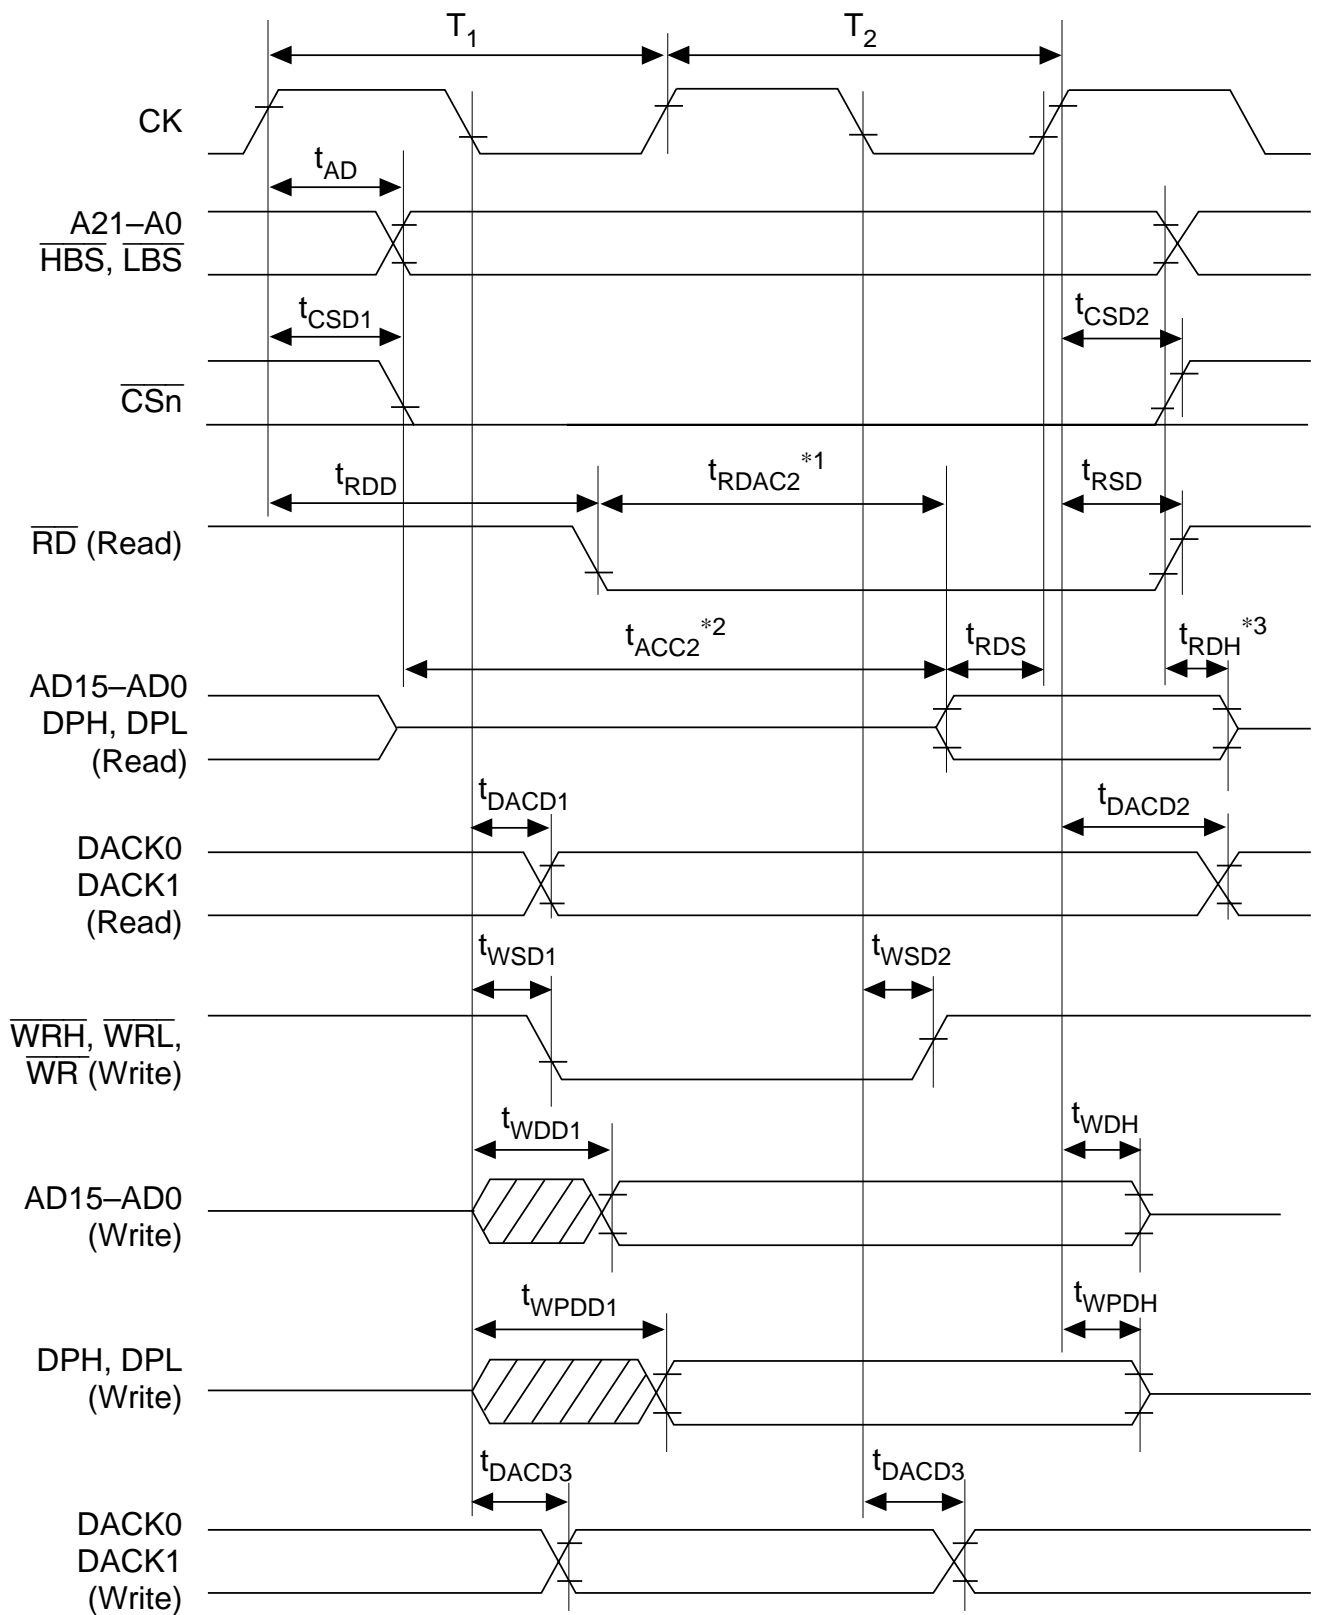 T1 T2
CK
tAD
A21–A0
HBS, LBS
tCSD1 tCSD2
CSn
tRDD tRDAC2*1 tRSD
RD (Read)
tACC2*2 tRDS tRDH*3
AD15–AD0
DPH, DPL
(Read)
tDACD1 tDACD2
DACK0
DACK1
(Read)
tWSD1 tWSD2
WRH, WRL,
WR (Write)
tWDD1 tWDH
AD15–AD0
(Write)
tWPDD1 tWPDH
DPH, DPL
(Write)
tDACD3 tDACD3
DACK0
DACK1
(Write)